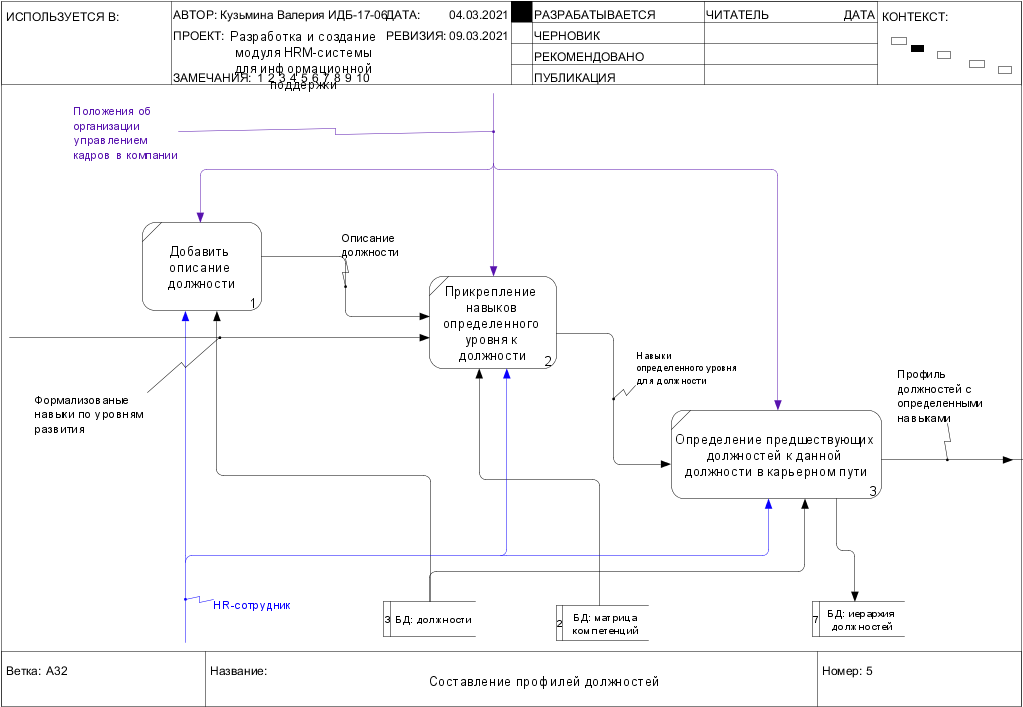 ИСПОЛЬЗУЕТСЯ В:
АВТОР: Кузьмина Валерия ИДБ-17-06
ДАТА: 04.03.2021
РАЗРАБАТЫВАЕТСЯ
ЧИТАТЕЛЬ
ДАТА
КОНТЕКСТ:
ПРОЕКТ: Разработка и создание
модуля HRM-системы
для информационной
поддержки
РЕВИЗИЯ: 09.03.2021
ЧЕРНОВИК
РЕКОМЕНДОВАНО
ЗАМЕЧАНИЯ: 1 2 3 4 5 6 7 8 9 10
ПУБЛИКАЦИЯ
Положения об
организации
управлением
кадров в компании
Добавить
описание
должности
1
Описание
должности
Прикрепление
навыков
определенного
уровня к
должности
2
Навыки
определенного уровня
для должности
Формализованые
навыки по уровням
развития
Профиль
должностей с
определенными
навыками
Определение предшествующих
должностей к данной
должности в карьерном пути
3
HR-сотрудник
3 БД: должности
2 БД: матрица
компетенций
7 БД: иерархия
должностей
Ветка: A32
Название:
Составление профилей должностей
Номер: 5